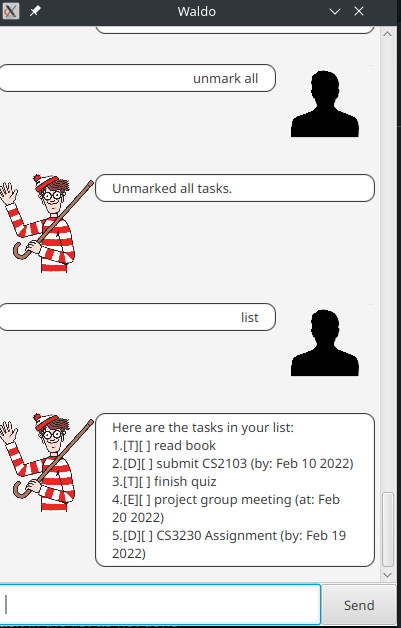 Waldo
unmark all
Unmarked all tasks.
list
Here are the tasks in your list:
1.[T][ ] read book
2.[D][ ] submit CS2103 (by: Feb 10 2022)
3.[T][ ] finish quiz
4.[E][ ] project group meeting (at: Feb
20 2022)
5.[D][ ] CS3230 Assignment (by: Feb 19
2022)
Send